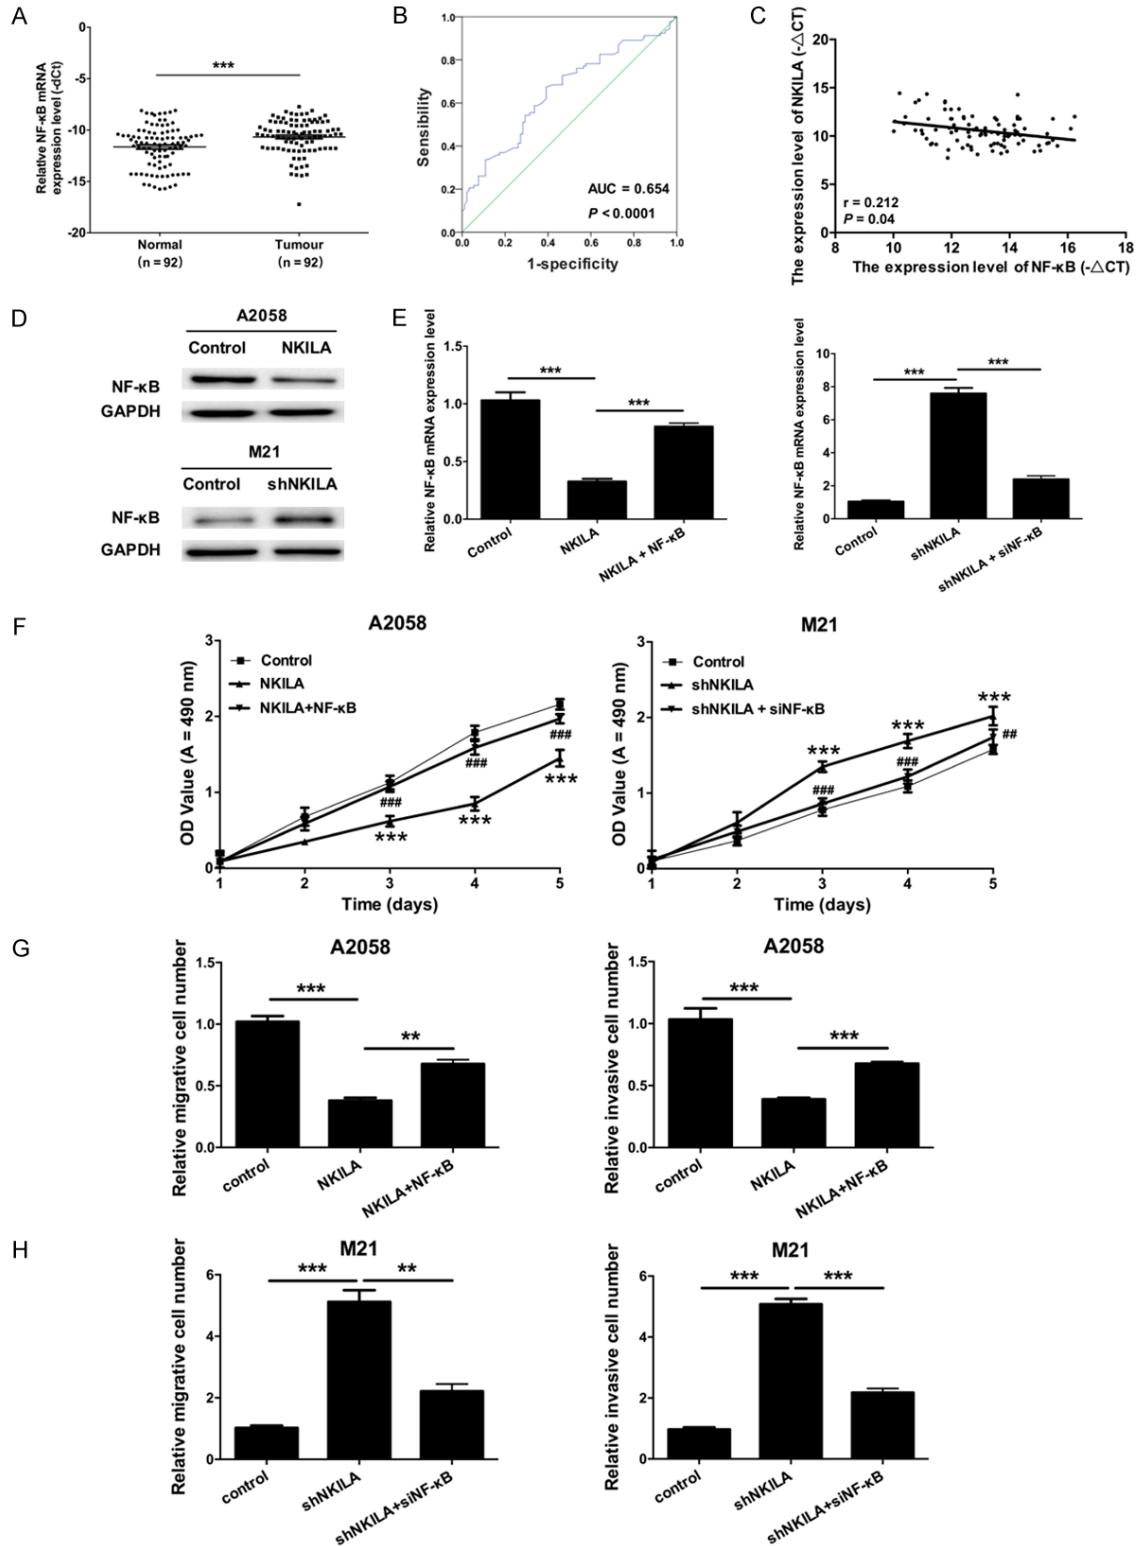 A
Relative NF-κB mRNA
expression level (-dCt)
0
-5
-10
-15
-20
***
Normal
(n = 92)
Tumour
(n = 92)
B
Sensibility
1.0
0.8
0.6
0.4
0.2
0.0
AUC = 0.654
P < 0.0001
0.0 0.2 0.4 0.6 0.8 1.0
1-specificity
C
The expression level of NKILA (-△CT)
20
15
10
5
0
r = 0.212
P = 0.04
8 10 12 14 16 18
The expression level of NF-κB (-△CT)
D
A2058
Control NKILA
NF-κB
GAPDH
M21
Control shNKILA
NF-κB
GAPDH
E
Relative NF-κB mRNA expression level
1.5
1.0
0.5
0.0
***
***
Control
NKILA
NKILA + NF-κB
Relative NF-κB mRNA expression level
10
8
6
4
2
0
***
***
Control
shNKILA
shNKILA + siNF-κB
F
A2058
OD Value (A = 490 nm)
3
2
1
0
Control
NKILA
NKILA+NF-κB
###
###
###
***
***
***
1 2 3 4 5
Time (days)
M21
OD Value (A = 490 nm)
3
2
1
0
Control
shNKILA
shNKILA + siNF-κB
***
***
***
##
###
###
1 2 3 4 5
Time (days)
G
A2058
Relative migrative cell number
1.5
1.0
0.5
0.0
***
**
control
NKILA
NKILA+NF-κB
A2058
Relative invasive cell number
1.5
1.0
0.5
0.0
***
***
control
NKILA
NKILA+NF-κB
H
M21
Relative migrative cell number
6
4
2
0
***
**
control
shNKILA
shNKILA+siNF-κB
M21
Relative invasive cell number
6
4
2
0
***
***
control
shNKILA
shNKILA+siNF-κB